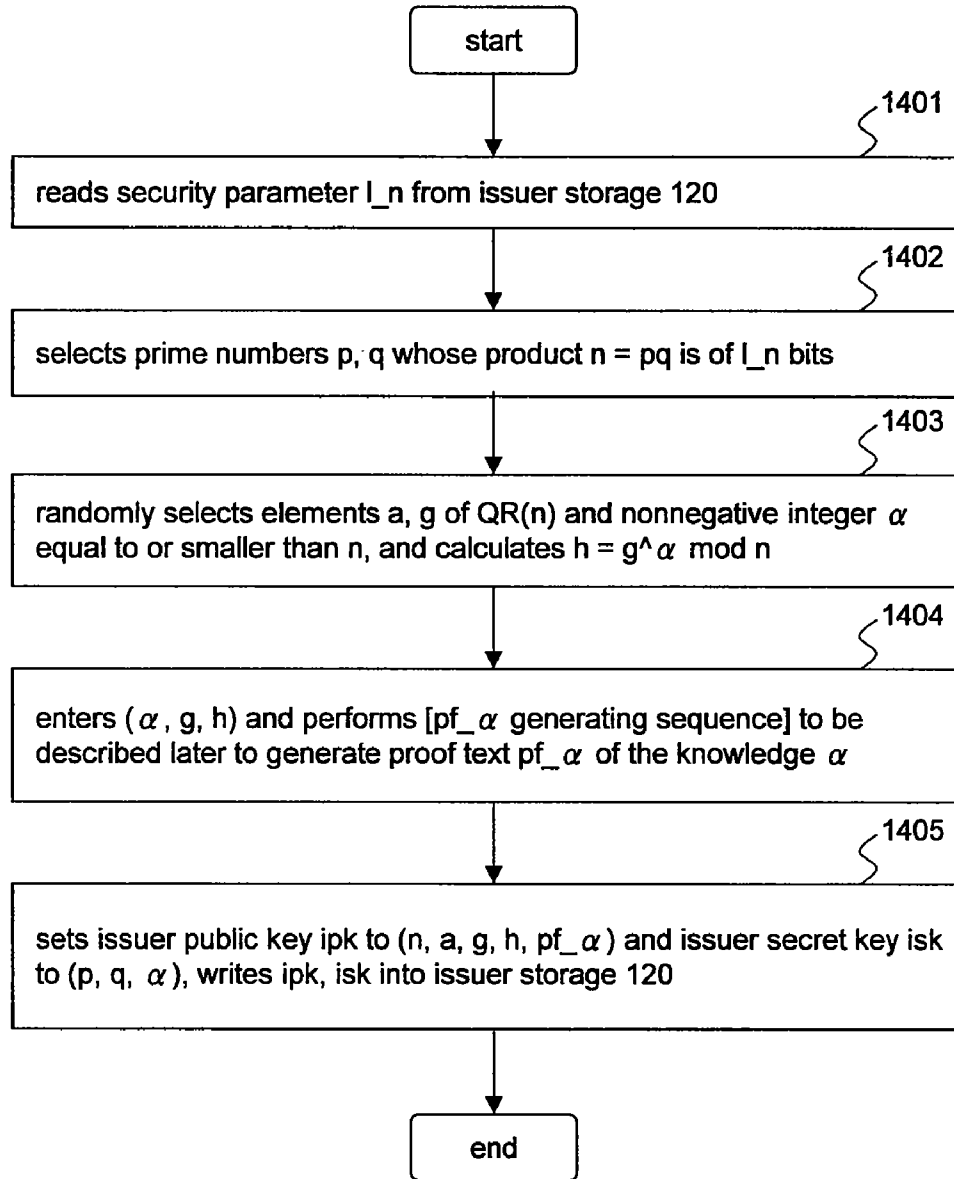 start
1401
reads security parameter l_n from issuer storage 120
1402
selects prime numbers p, q whose product n = pq is of l_n bits
1403
randomly selects elements a, g of QR(n) and nonnegative integer α
equal to or smaller than n, and calculates h = g^ α mod n
1404
enters (α, g, h) and performs [pf_α generating sequence] to be
described later to generate proof text pf_α of the knowledge α
1405
sets issuer public key ipk to (n, a, g, h, pf_α) and issuer secret key isk
to (p, q, α), writes ipk, isk into issuer storage 120
end